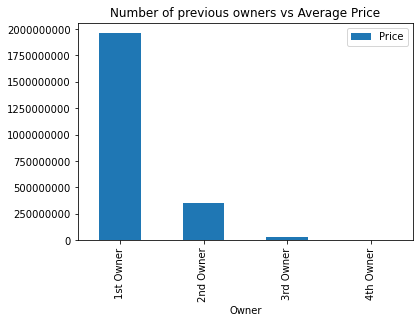 Number of previous owners vs Average Price
Price
2000000000
1750000000
1500000000
1250000000
1000000000
750000000
500000000
250000000
0
1st Owner
2nd Owner
3rd Owner
4th Owner
Owner